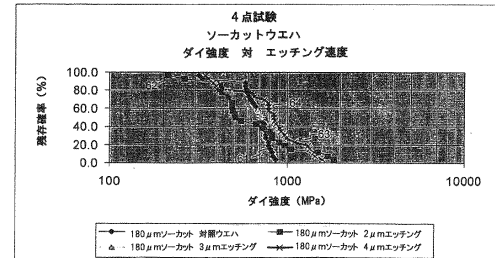 4点試験
ソーカットウエハ
ダイ強度 対 エッチング速度
残存確率(%)
100.0
80.0
60.0
40.0
20.0
0.0
62
64
63
100
1000
10000
ダイ強度(MPa)
180μmソーカット 対照ウエハ
180μmソーカット 2μmエッチング
180μmソーカット 3μmエッチング
180μmソーカット 4μmエッチング